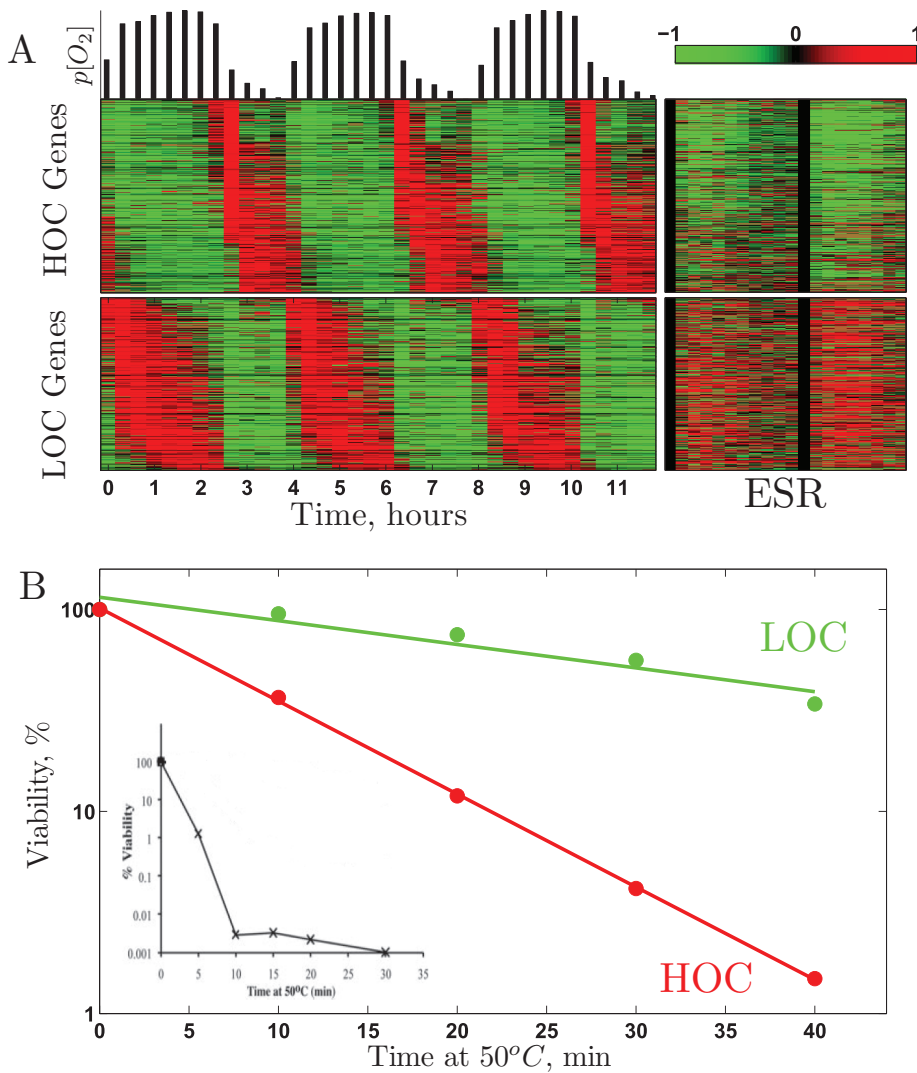 A
p[O₂]
−1 0 1
HOC Genes
LOC Genes
0 1 2 3 4 5 6 7 8 9 10 11
Time, hours
ESR
B
100
10
1
Viability, %
LOC
HOC
100
10
1
0.1
0.01
0.001
% Viability
0 5 10 15 20 25 30 35
Time at 50ºC (min)
0 5 10 15 20 25 30 35 40
Time at 50°C, min